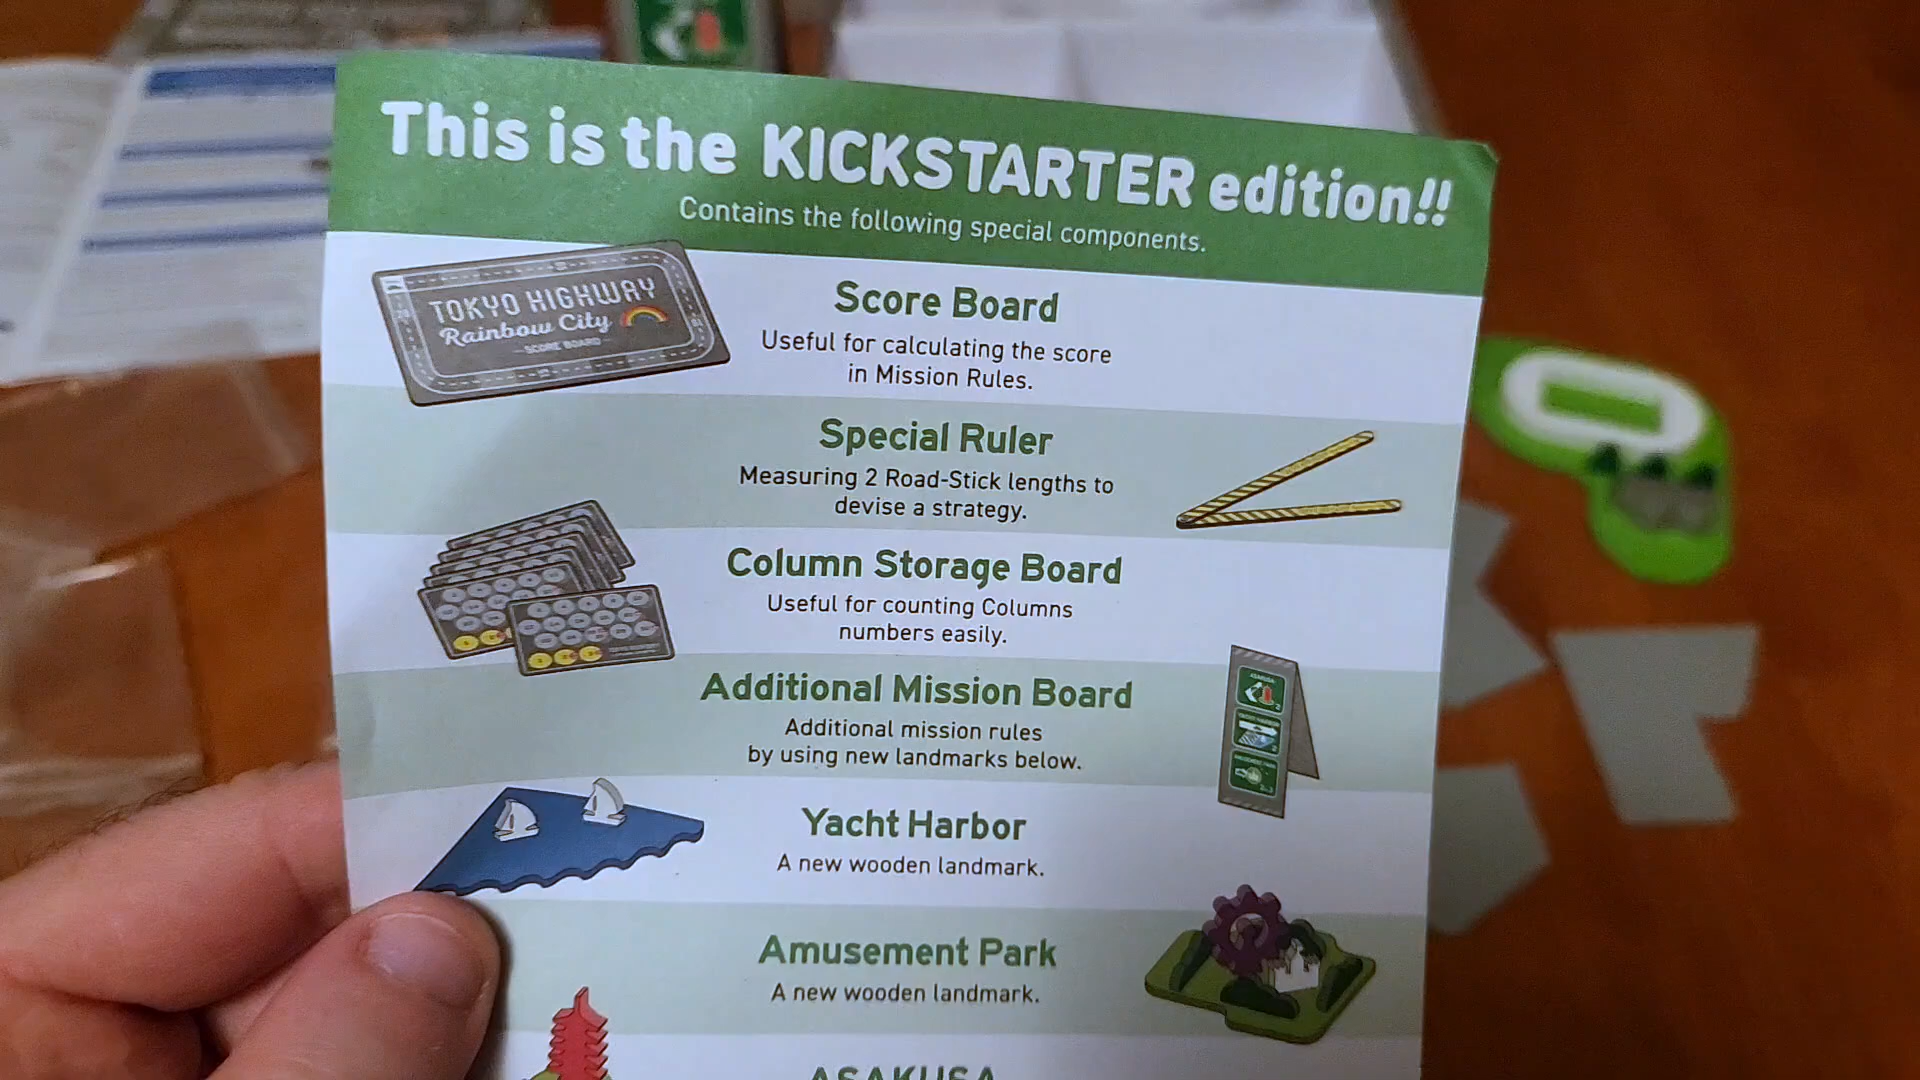 This is the KICKSTARTER edition!!
Contains the following special components.
TOKYO HIGHWAY
Rainbow City
SCORE BOARD
Score Board
Useful for calculating the score
in Mission Rules.
Special Ruler
Measuring 2 Road-Stick lengths to
devise a strategy.
Column Storage Board
Useful for counting Columns
numbers easily.
Additional Mission Board
Additional mission rules
by using new landmarks below.
ASAKUSA
Yacht Harbor
A new wooden landmark.
Amusement Park
A new wooden landmark.
ASAKUSA